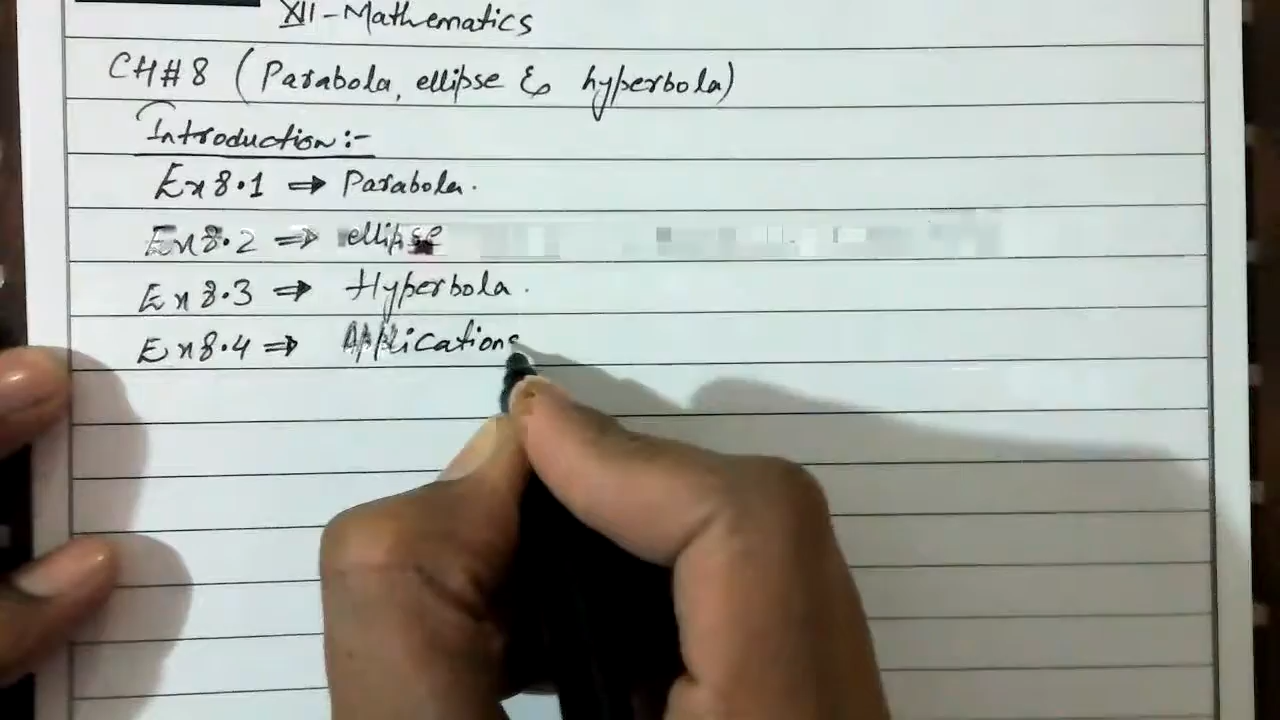 XII-Mathematics
CH#8 (Parabola, ellipse & hyperbola)
Introduction:-
Ex 8.1 ⇒ Parabola.
Ex 8.2 ⇒ ellipse
Ex 8.3 ⇒ Hyperbola.
Ex 8.4 ⇒ Applications